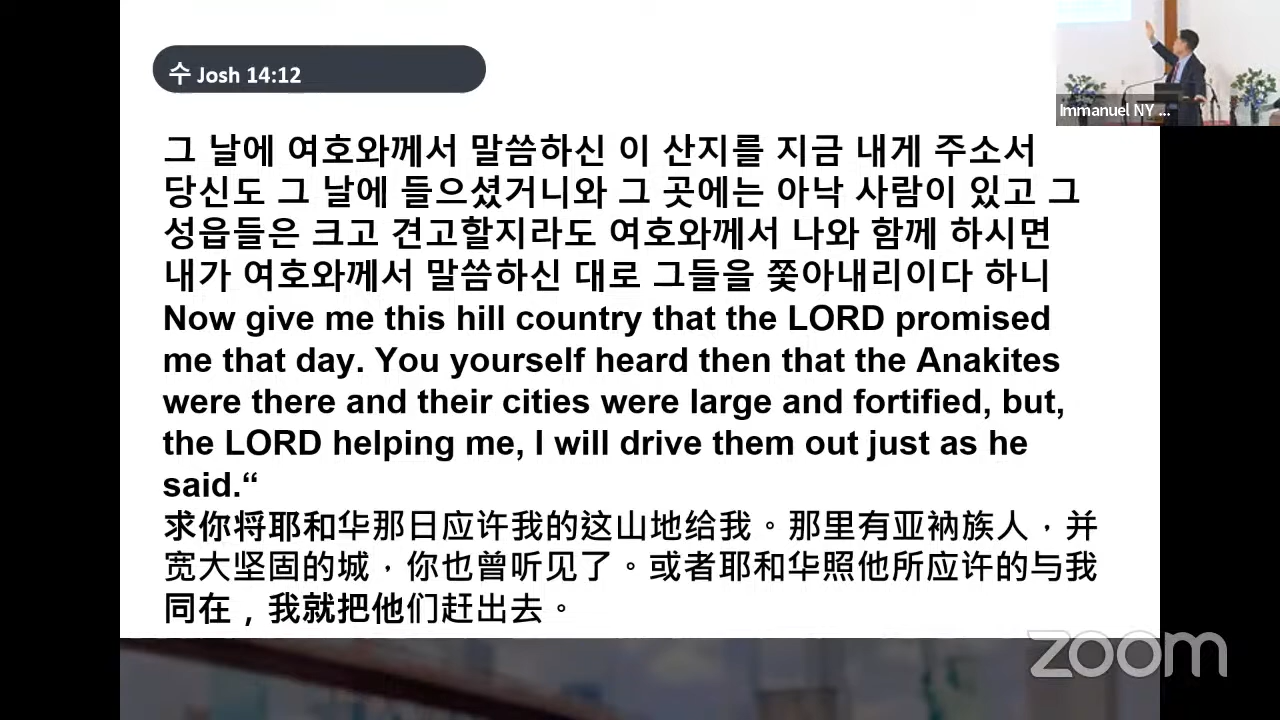 수 Josh 14:12
Immanuel NY ...
그 날에 여호와께서 말씀하신 이 산지를 지금 내게 주소서
당신도 그 날에 들으셨거니와 그 곳에는 아낙 사람이 있고 그
성읍들은 크고 견고할지라도 여호와께서 나와 함께 하시면
내가 여호와께서 말씀하신 대로 그들을 쫓아내리이다 하니
Now give me this hill country that the LORD promised
me that day. You yourself heard then that the Anakites
were there and their cities were large and fortified, but,
the LORD helping me, I will drive them out just as he
said.“
求你将耶和华那日应许我的这山地给我。那里有亚衲族人，并
宽大坚固的城，你也曾听见了。或者耶和华照他所应许的与我
同在，我就把他们赶出去。
zoom